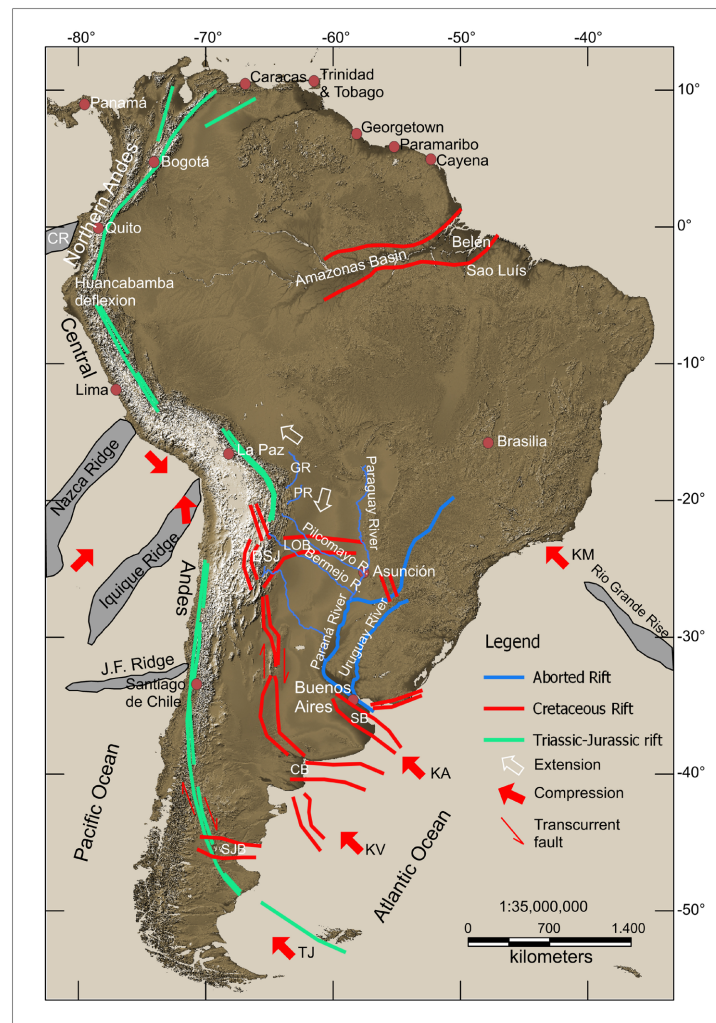 -80°
-70°
-60°
-50°
-40°
Caracas
Trinidad
& Tobago
10°
Panamá
Georgetown
Paramaribo
Cayena
Bogotá
Northern Andes
0°
Quito
CR
Belén
Amazonas Basin
Sao Luís
Huancabamba
deflexion
Central
-10°
Lima
Brasilia
La Paz
GR
PR
Paraguay River
Nazca Ridge
-20°
Pilcomayo R.
LOB
BSJ
Bermejo R.
Asunción
KM
Iquique Ridge
Andes
Rio Grande Rise
Paraná River
Uruguay River
-30°
J.F. Ridge
Santiago
de Chile
Buenos
Aires
SB
Legend
Aborted Rift
Cretaceous Rift
Triassic-Jurassic rift
Extension
Compression
Transcurrent
fault
CB
KA
-40°
Pacific Ocean
KV
SJB
Atlantic Ocean
TJ
-50°
1:35,000,000
0
700
1.400
kilometers